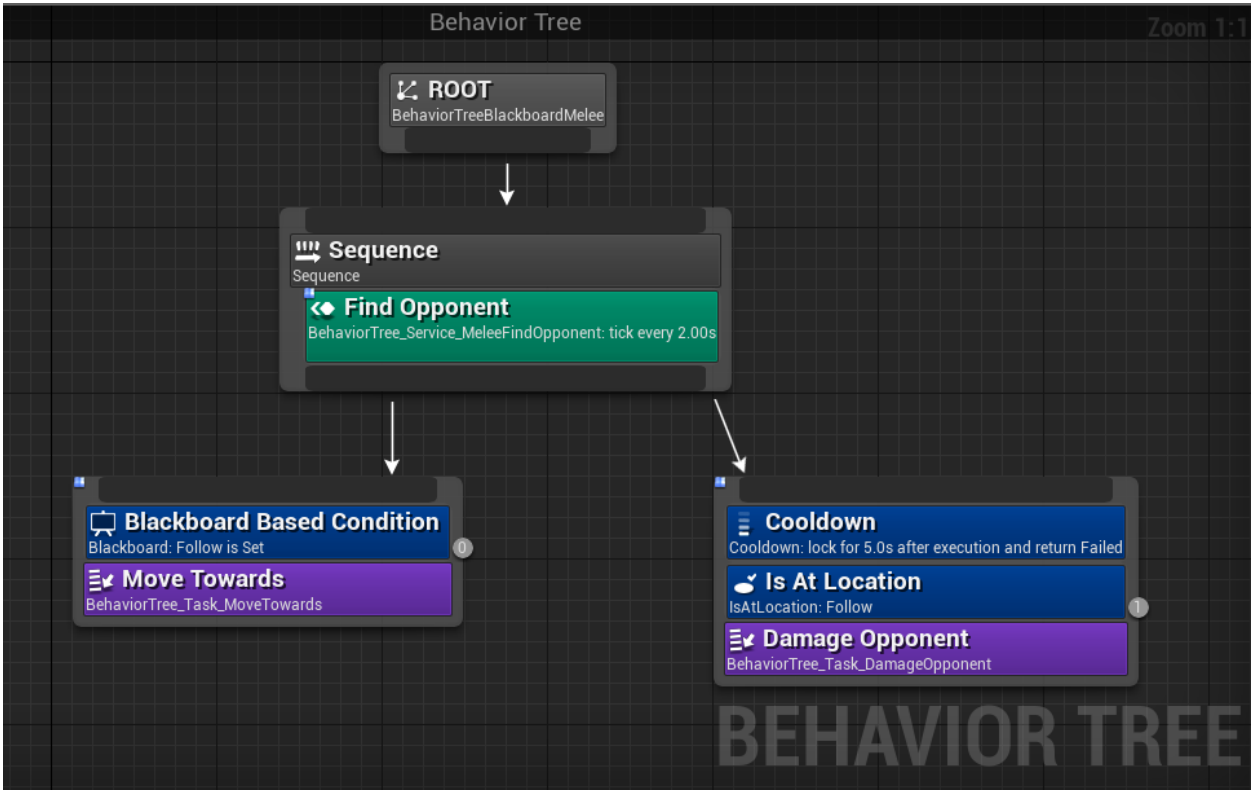 Behavior Tree
Zoom 1:1
ROOT
BehaviorTreeBlackboardMelee
Sequence
Sequence
Find Opponent
BehaviorTree_Service_MeleeFindOpponent: tick every 2.00s
Blackboard Based Condition
Blackboard: Follow is Set
0
Move Towards
BehaviorTree_Task_MoveTowards
Cooldown
Cooldown: lock for 5.0s after execution and return Failed
Is At Location
IsAtLocation: Follow
1
Damage Opponent
BehaviorTree_Task_DamageOpponent
BEHAVIOR TREE